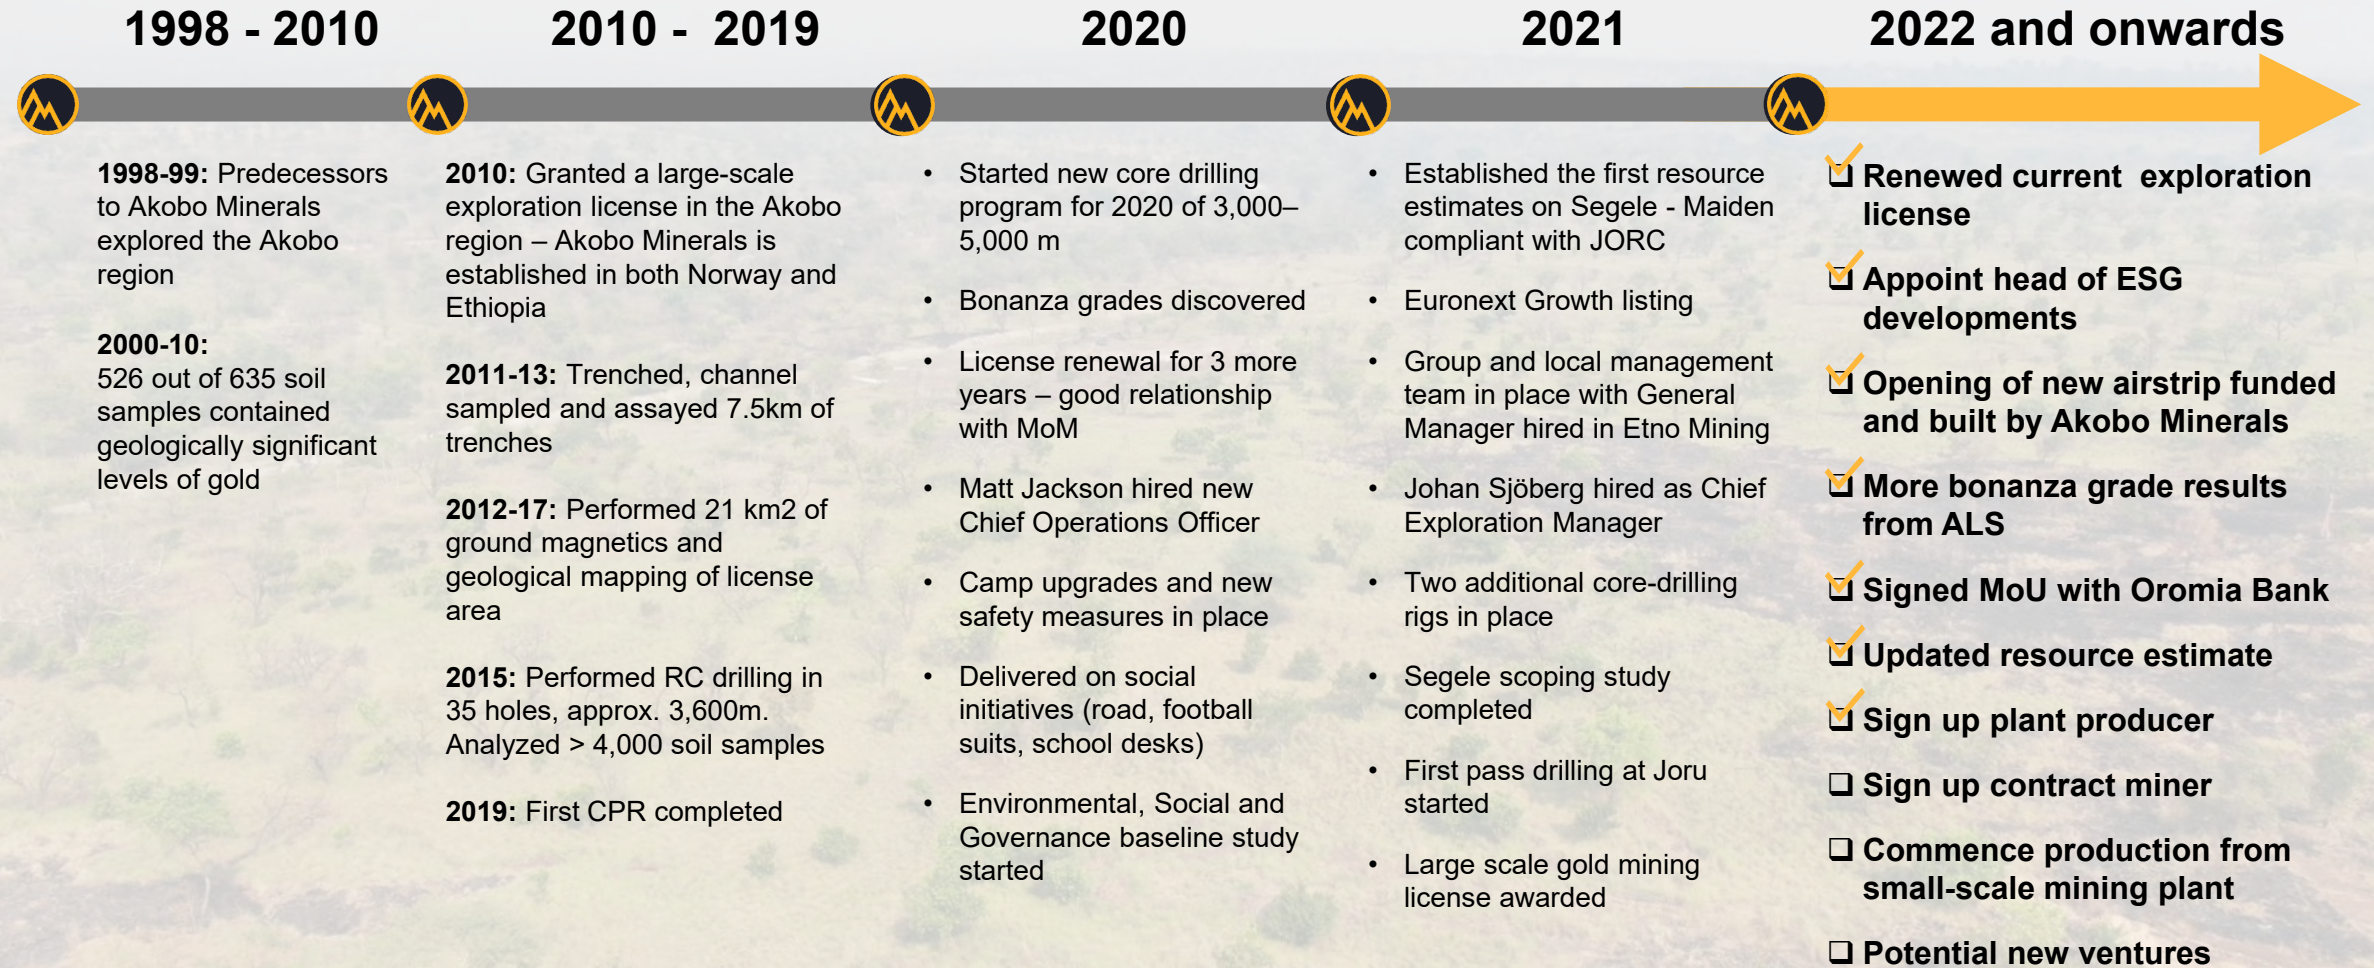 1998 - 2010
1998-99: Predecessors
to Akobo Minerals
explored the Akobo
region
2000-10:
526 out of 635 soil
samples contained
geologically significant
levels of gold
2010 - 2019
2010: Granted a large-scale
exploration license in the Akobo
region – Akobo Minerals is
established in both Norway and
Ethiopia
2011-13: Trenched, channel
sampled and assayed 7.5km of
trenches
2012-17: Performed 21 km2 of
ground magnetics and
geological mapping of license
area
2015: Performed RC drilling in
35 holes, approx. 3,600m.
Analyzed > 4,000 soil samples
2019: First CPR completed
2020
• Started new core drilling
program for 2020 of 3,000–
5,000 m
• Bonanza grades discovered
• License renewal for 3 more
years – good relationship
with MoM
• Matt Jackson hired new
Chief Operations Officer
• Camp upgrades and new
safety measures in place
• Delivered on social
initiatives (road, football
suits, school desks)
• Environmental, Social and
Governance baseline study
started
2021
• Established the first resource
estimates on Segele - Maiden
compliant with JORC
• Euronext Growth listing
• Group and local management
team in place with General
Manager hired in Etno Mining
• Johan Sjöberg hired as Chief
Exploration Manager
• Two additional core-drilling
rigs in place
• Segele scoping study
completed
• First pass drilling at Joru
started
• Large scale gold mining
license awarded
2022 and onwards
Renewed current exploration
license
Appoint head of ESG
developments
Opening of new airstrip funded
and built by Akobo Minerals
More bonanza grade results
from ALS
Signed MoU with Oromia Bank
Updated resource estimate
Sign up plant producer
Sign up contract miner
Commence production from
small-scale mining plant
Potential new ventures